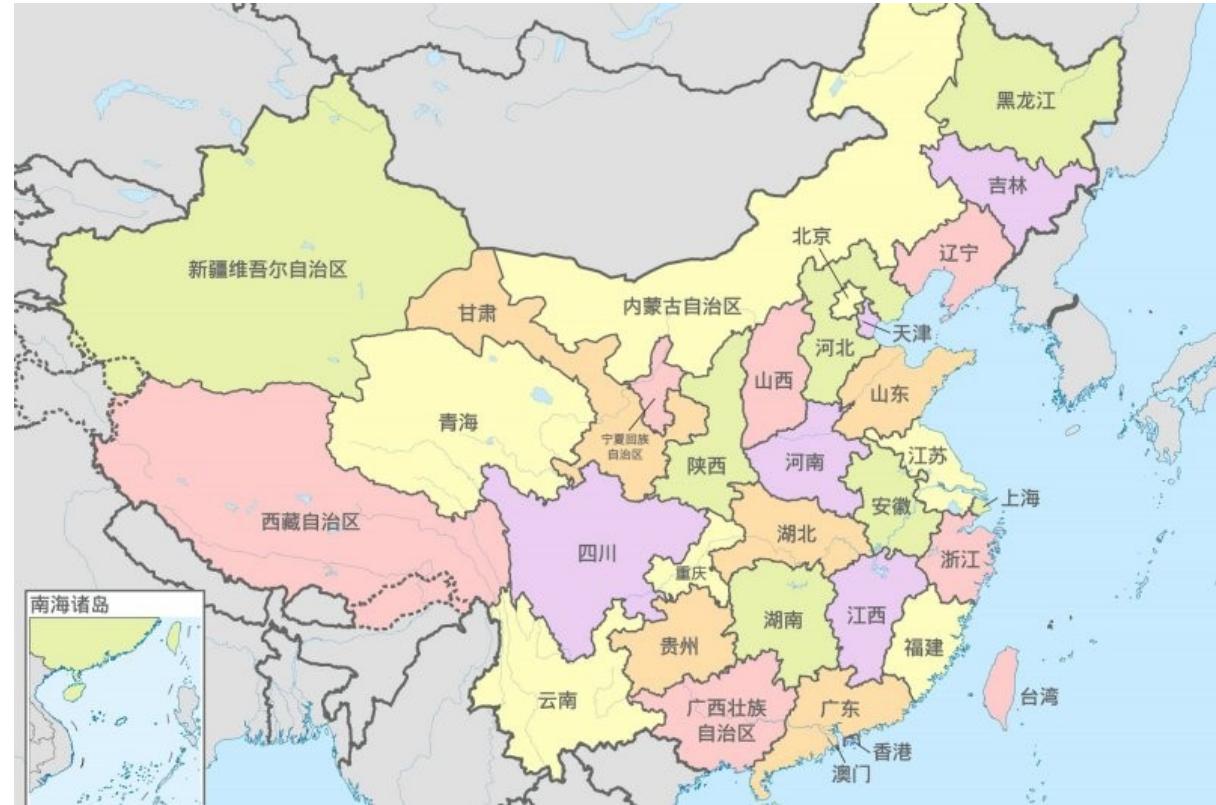 黑龙江
吉林
辽宁
北京
新疆维吾尔自治区
内蒙古自治区
甘肃
天津
河北
山西
山东
青海
宁夏回族
自治区
陕西
河南
江苏
安徽
上海
西藏自治区
四川
湖北
重庆
浙江
南海诸岛
湖南
江西
贵州
福建
云南
广西壮族
自治区
广东
台湾
香港
澳门